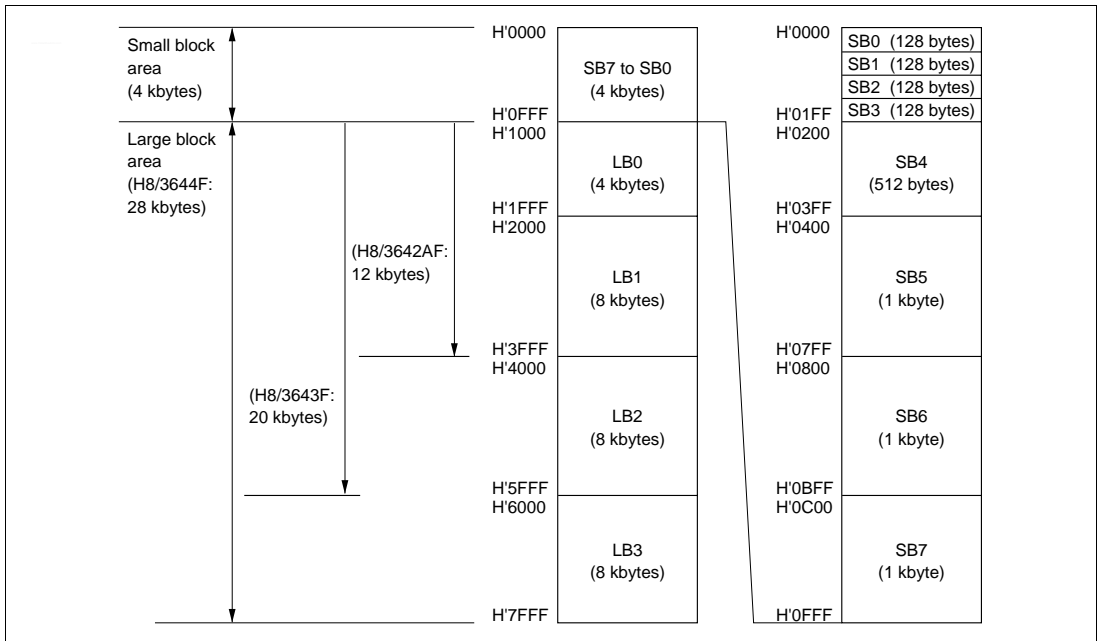 Small block
area
(4 kbytes)
Large block
area
(H8/3644F:
28 kbytes)
(H8/3643F:
20 kbytes)
(H8/3642AF:
12 kbytes)
H'0000
SB7 to SB0
(4 kbytes)
H'0FFF
H'1000
LB0
(4 kbytes)
H'1FFF
H'2000
LB1
(8 kbytes)
H'3FFF
H'4000
LB2
(8 kbytes)
H'5FFF
H'6000
LB3
(8 kbytes)
H'7FFF
H'0000
SB0 (128 bytes)
SB1 (128 bytes)
SB2 (128 bytes)
SB3 (128 bytes)
H'01FF
H'0200
SB4
(512 bytes)
H'03FF
H'0400
SB5
(1 kbyte)
H'07FF
H'0800
SB6
(1 kbyte)
H'0BFF
H'0C00
SB7
(1 kbyte)
H'0FFF